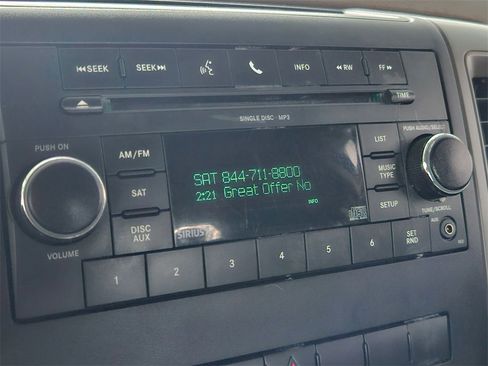 SEEK
SEEK
INFO
RW
FF
TIME
SINGLE DISC - MP3
PUSH ON
PUSH AUDIO/SELECT
AM/FM
SAT 844-711-8800
LIST
2:21 Great Offer No
MUSIC TYPE
SAT
INFO
SETUP
DISC AUX
SIRIUS
TUNE/SCROLL
AUX
VOLUME
1 2 3 4 5 6
SET RND